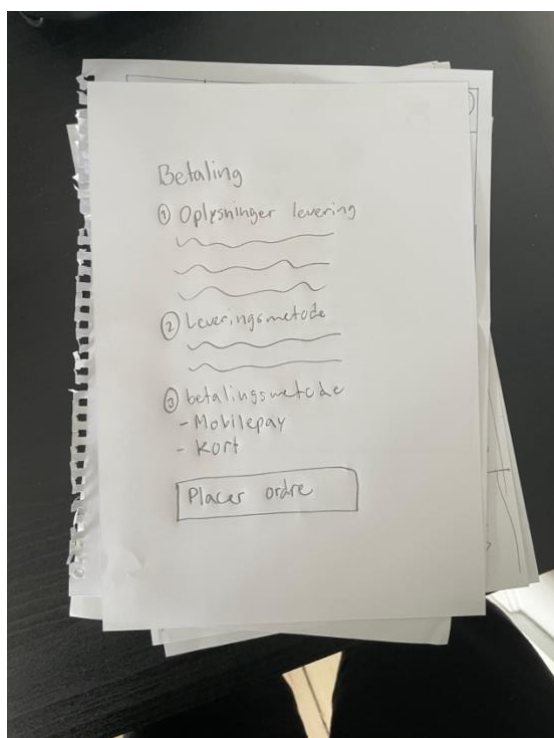 Betaling
① Oplysninger levering
② Leveringsmetode
③ betalingsmetode
- Mobilepay
- Kort
Placer ordre